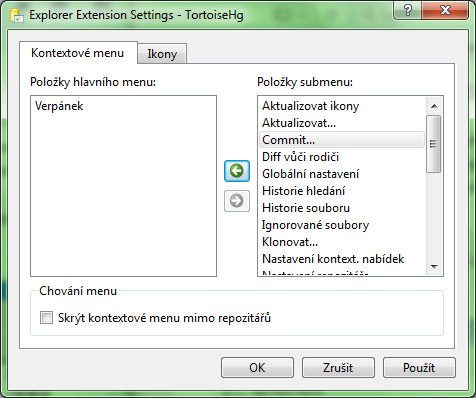 Explorer Extension Settings - TortoiseHg
Kontextové menu
Ikony
Položky hlavního menu:
Verpánek
Položky submenu:
Aktualizovat ikony
Aktualizovat...
Commit...
Diff vůči rodiči
Globální nastavení
Historie hledání
Historie souboru
Ignorované soubory
Klonovat...
Nastavení kontext. nabídek
Nastavení repozitáře
Chování menu
Skrýt kontextové menu mimo repozitářů
OK
Zrušit
Použít